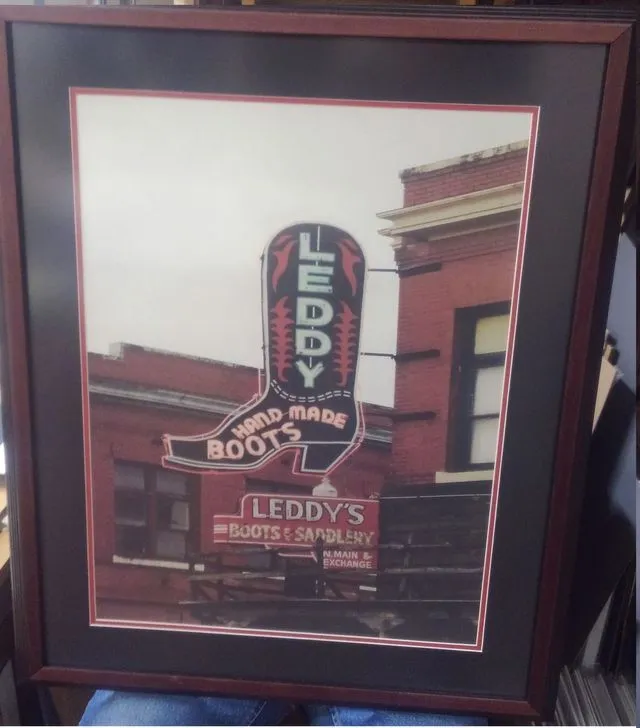 LEDDY
HAND MADE
BOOTS
LEDDY'S
BOOTS & SADDLERY
N. MAIN &
EXCHANGE